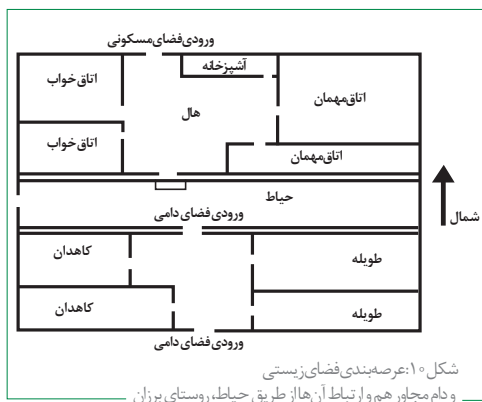 ورودی فضای مسکونی
آشپزخانه
اتاق خواب
اتاق مهمان
هال
اتاق خواب
اتاق مهمان
حیاط
شمال
ورودی فضای دامی
کاهدان
طویله
کاهدان
طویله
ورودی فضای دامی
شکل ۱۰: عرصه‌بندی فضای زیستی
و دام مجاور هم و ارتباط آن‌ها از طریق حیاط، روستای برزان